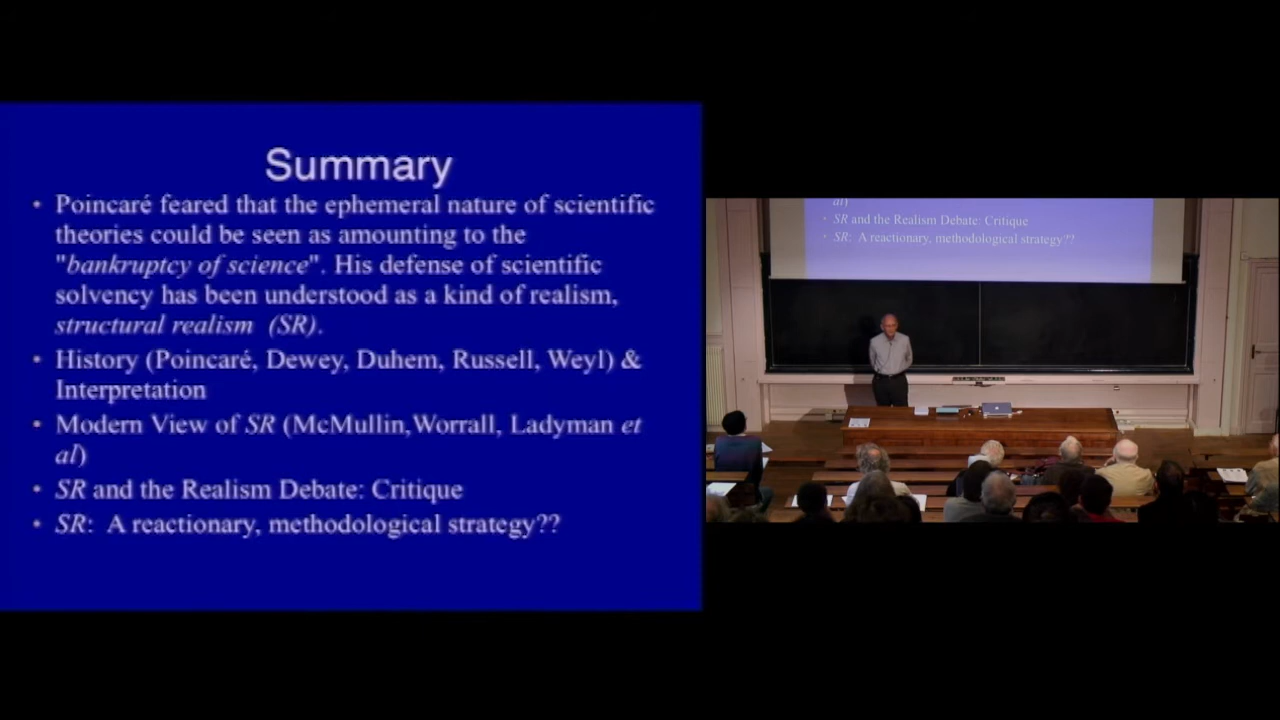 Summary
• Poincaré feared that the ephemeral nature of scientific
theories could be seen as amounting to the
"bankruptcy of science". His defense of scientific
solvency has been understood as a kind of realism,
structural realism (SR).
• History (Poincaré, Dewey, Duhem, Russell, Weyl) &
Interpretation
• Modern View of SR (McMullin,Worrall, Ladyman et
al)
• SR and the Realism Debate: Critique
• SR: A reactionary, methodological strategy??
al)
• SR and the Realism Debate: Critique
• SR: A reactionary, methodological strategy??